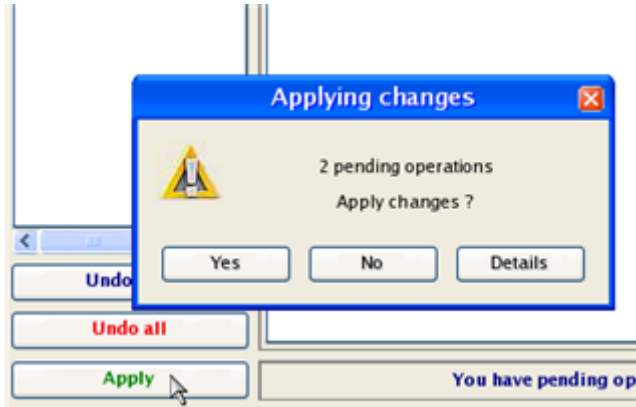 Applying changes
2 pending operations
Apply changes ?
Yes
No
Details
Undo
Undo all
Apply
You have pending op